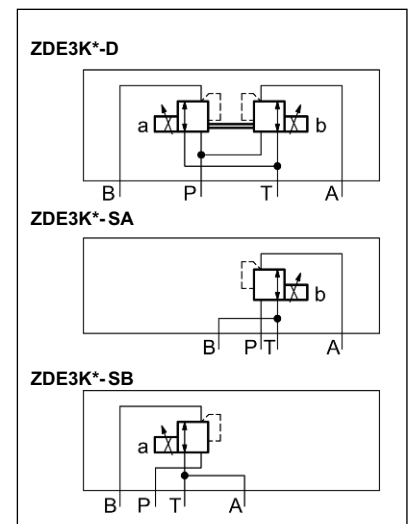 ZDE3K*-D
a b
B P T A
ZDE3K*- SA
b
B P T A
ZDE3K*- SB
a
B P T A